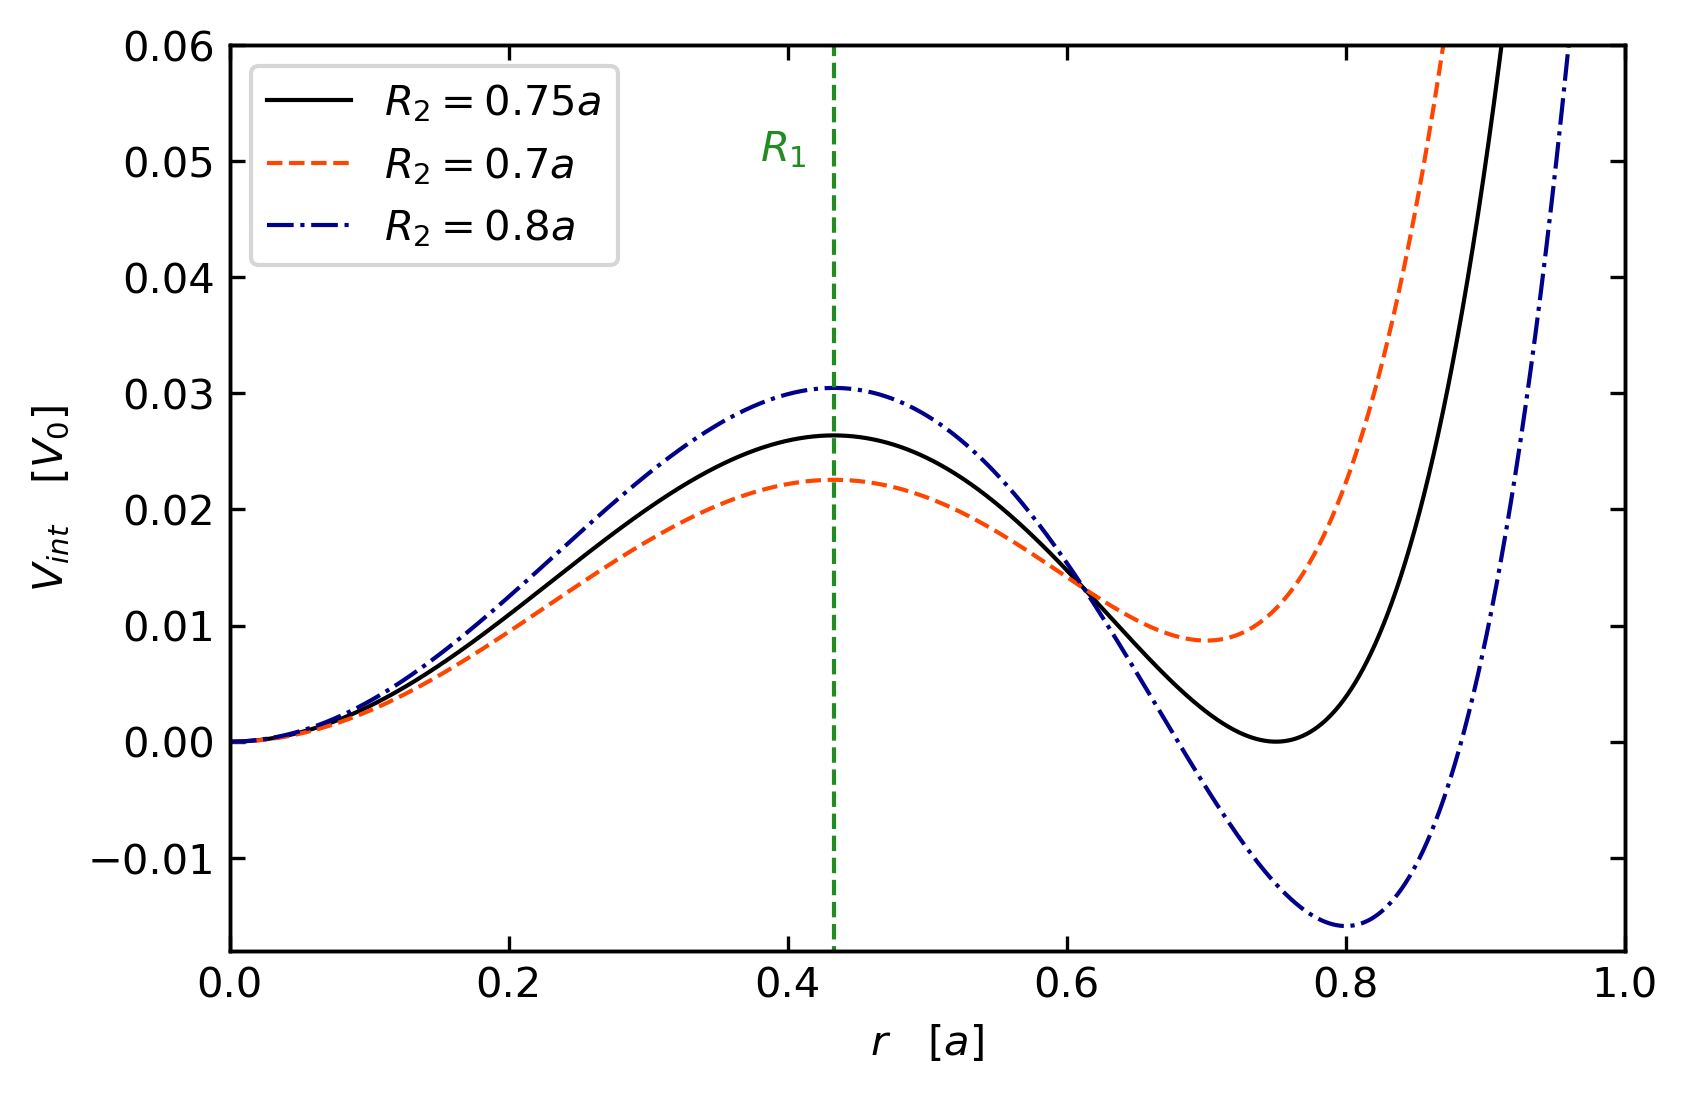 0.06
0.05
0.04
0.03
0.02
0.01
0.00
−0.01
V_int [V_0]
R_2 = 0.75a
R_2 = 0.7a
R_2 = 0.8a
R_1
0.0 0.2 0.4 0.6 0.8 1.0
r [a]